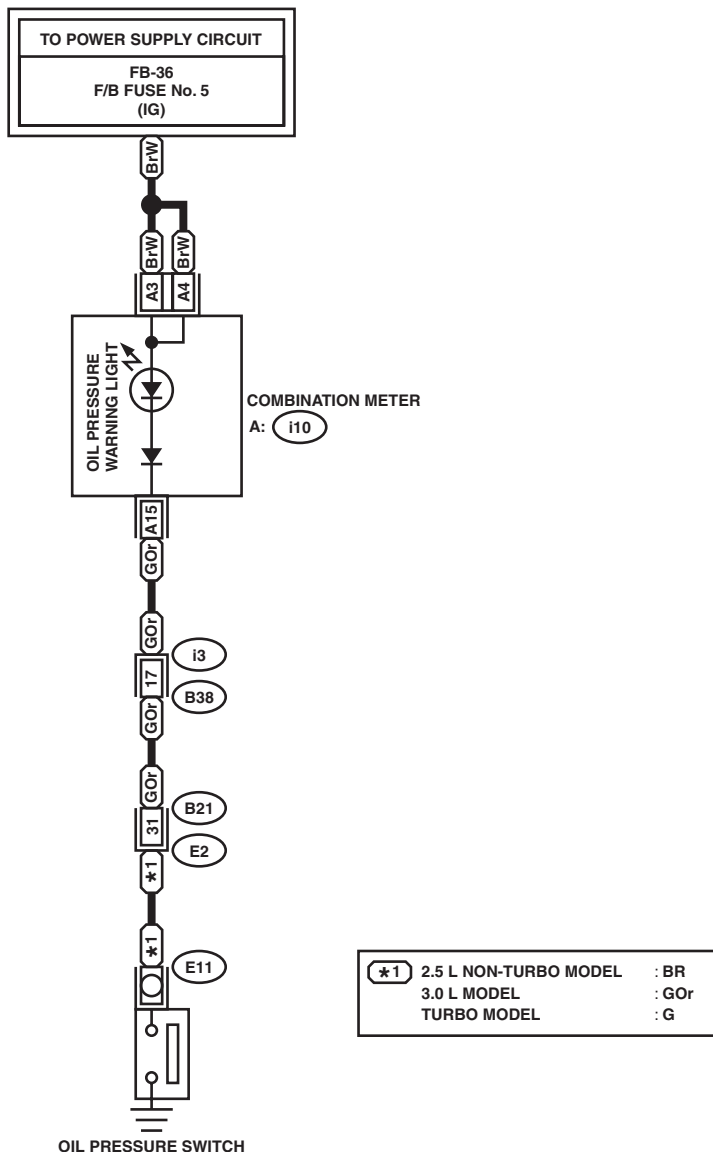 TO POWER SUPPLY CIRCUIT
FB-36
F/B FUSE No. 5
(IG)
BrW
BrW
BrW
A3
A4
OIL PRESSURE
WARNING LIGHT
COMBINATION METER
A: i10
A15
GOr
GOr
i3
17
B38
GOr
GOr
B21
31
E2
*1
*1
E11
*1 2.5 L NON-TURBO MODEL : BR
3.0 L MODEL : GOr
TURBO MODEL : G
OIL PRESSURE SWITCH